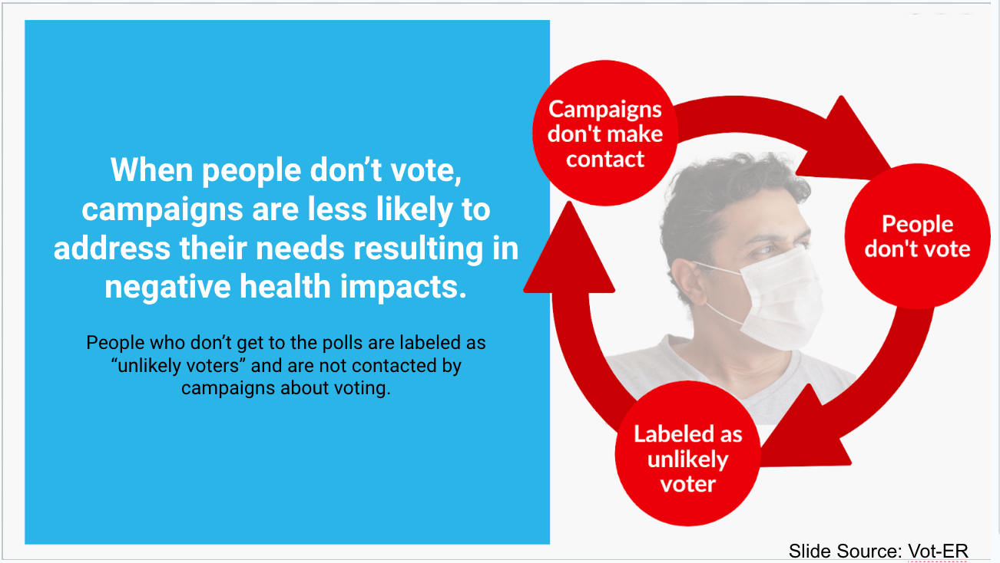 When people don’t vote,
campaigns are less likely to
address their needs resulting in
negative health impacts.
People who don’t get to the polls are labeled as
“unlikely voters” and are not contacted by
campaigns about voting.
Campaigns
don't make
contact
People
don't vote
Labeled as
unlikely
voter
Slide Source: Vot-ER